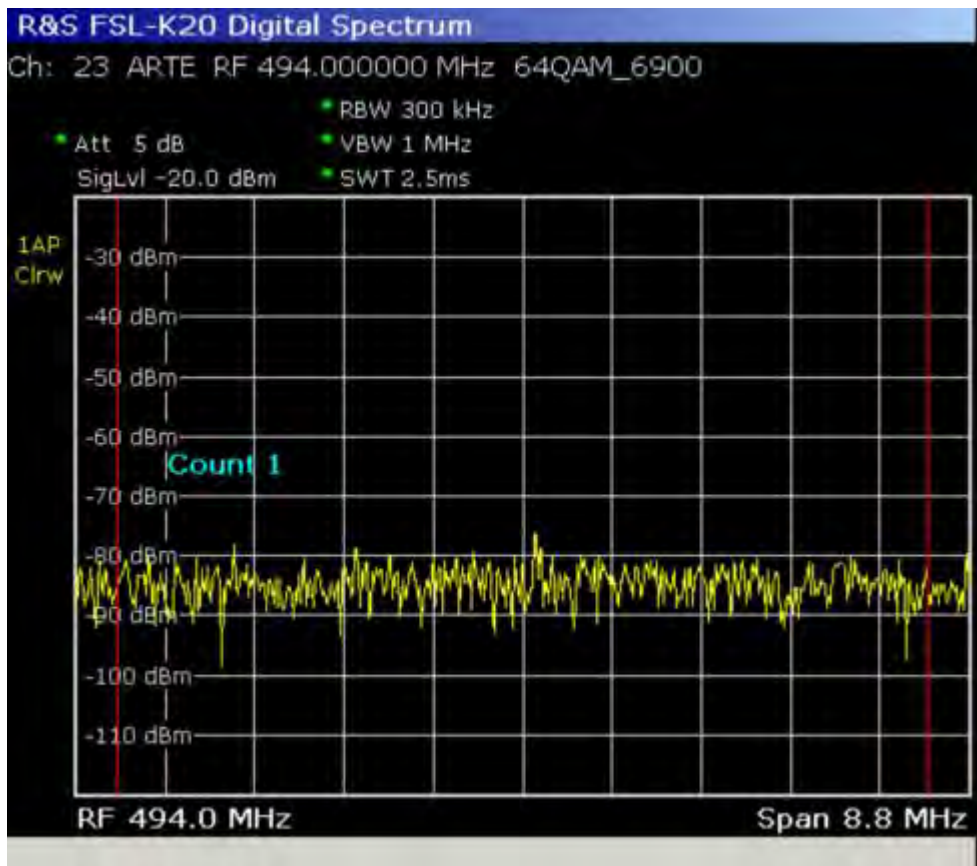 R&S FSL-K20 Digital Spectrum
Ch: 23 ARTE RF 494.000000 MHz 64QAM_6900
RBW 300 kHz
Att 5 dB VBW 1 MHz
SigLvl -20.0 dBm SWT 2.5ms
1AP
Clrw
-30 dBm
-40 dBm
-50 dBm
-60 dBm
Count 1
-70 dBm
-80 dBm
-90 dBm
-100 dBm
-110 dBm
RF 494.0 MHz Span 8.8 MHz